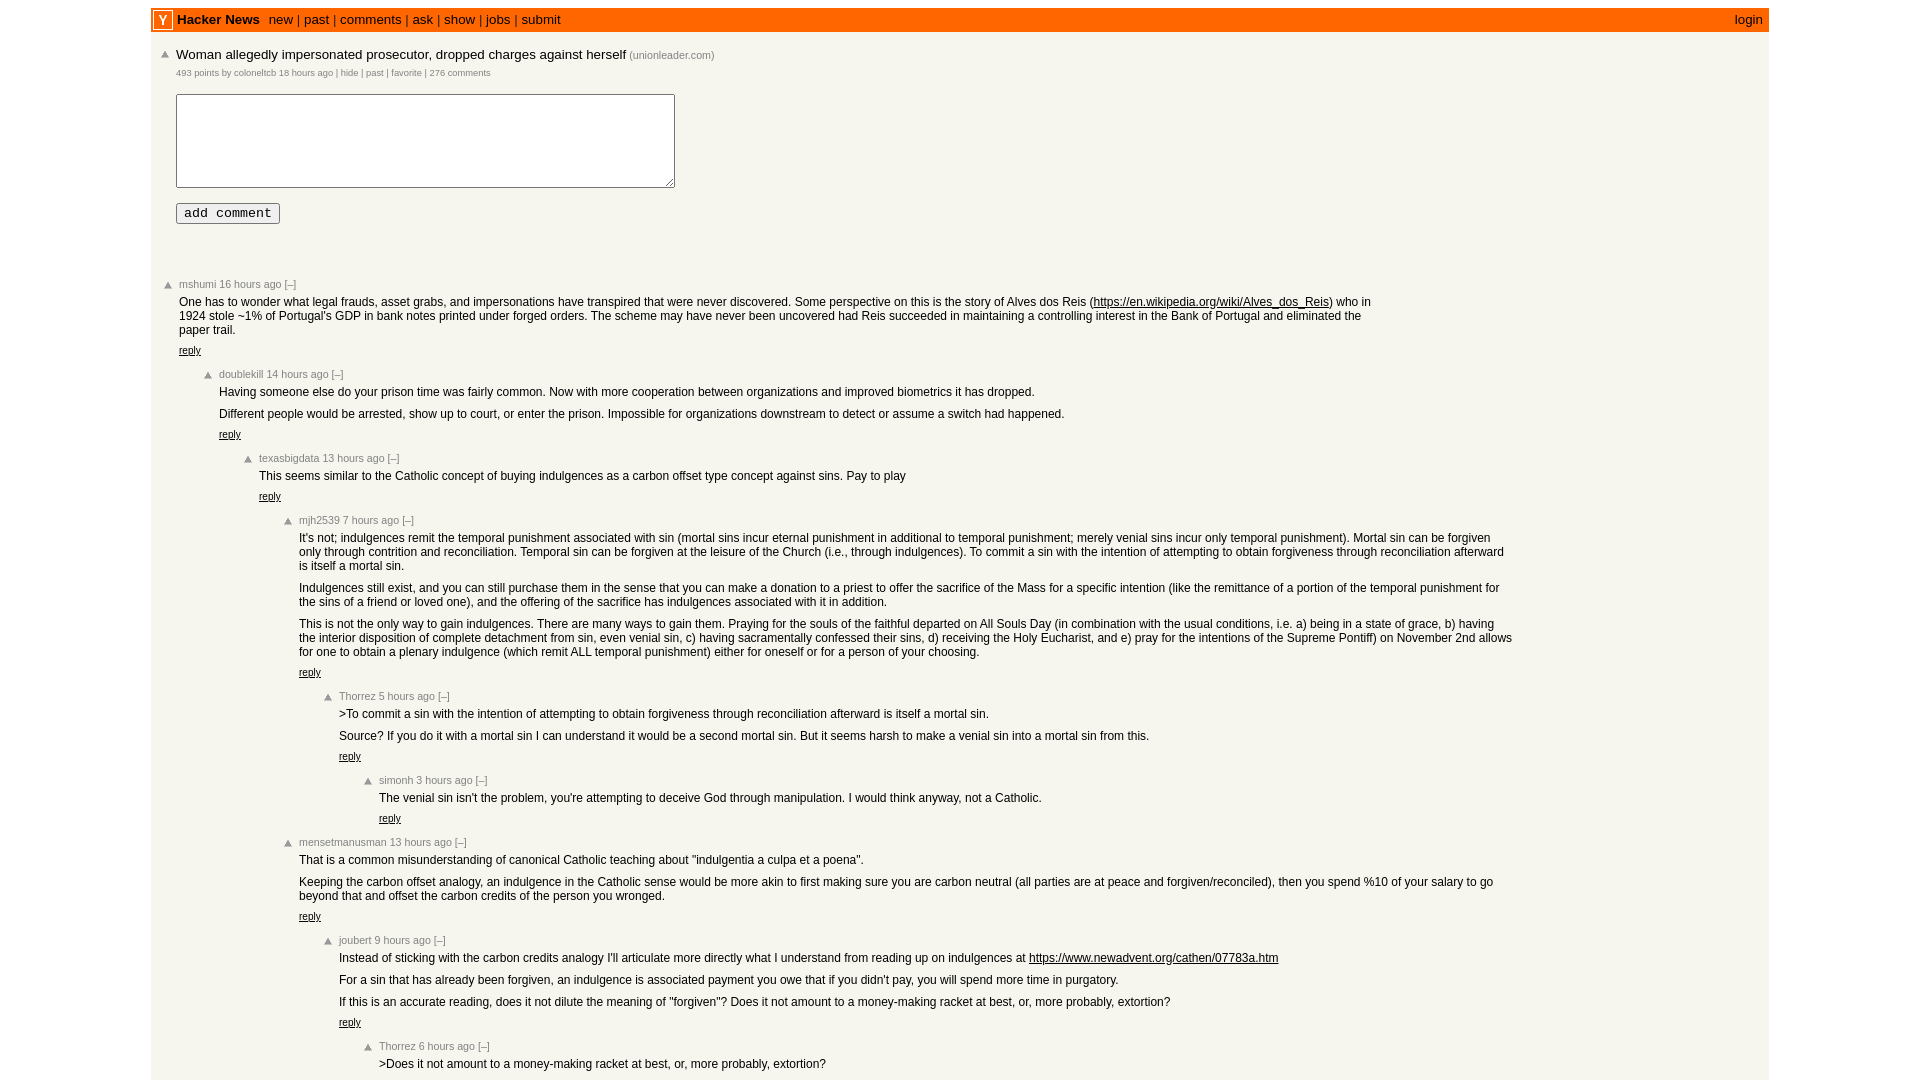 Y Hacker News new | past | comments | ask | show | jobs | submit login
Woman allegedly impersonated prosecutor, dropped charges against herself (unionleader.com)
493 points by coloneltcb 18 hours ago | hide | past | favorite | 276 comments
add comment
mshumi 16 hours ago [–]
One has to wonder what legal frauds, asset grabs, and impersonations have transpired that were never discovered. Some perspective on this is the story of Alves dos Reis (https://en.wikipedia.org/wiki/Alves_dos_Reis) who in
1924 stole ~1% of Portugal's GDP in bank notes printed under forged orders. The scheme may have never been uncovered had Reis succeeded in maintaining a controlling interest in the Bank of Portugal and eliminated the
paper trail.
reply
doublekill 14 hours ago [–]
Having someone else do your prison time was fairly common. Now with more cooperation between organizations and improved biometrics it has dropped.
Different people would be arrested, show up to court, or enter the prison. Impossible for organizations downstream to detect or assume a switch had happened.
reply
texasbigdata 13 hours ago [–]
This seems similar to the Catholic concept of buying indulgences as a carbon offset type concept against sins. Pay to play
reply
mjh2539 7 hours ago [–]
It's not; indulgences remit the temporal punishment associated with sin (mortal sins incur eternal punishment in additional to temporal punishment; merely venial sins incur only temporal punishment). Mortal sin can be forgiven
only through contrition and reconciliation. Temporal sin can be forgiven at the leisure of the Church (i.e., through indulgences). To commit a sin with the intention of attempting to obtain forgiveness through reconciliation afterward
is itself a mortal sin.
Indulgences still exist, and you can still purchase them in the sense that you can make a donation to a priest to offer the sacrifice of the Mass for a specific intention (like the remittance of a portion of the temporal punishment for
the sins of a friend or loved one), and the offering of the sacrifice has indulgences associated with it in addition.
This is not the only way to gain indulgences. There are many ways to gain them. Praying for the souls of the faithful departed on All Souls Day (in combination with the usual conditions, i.e. a) being in a state of grace, b) having
the interior disposition of complete detachment from sin, even venial sin, c) having sacramentally confessed their sins, d) receiving the Holy Eucharist, and e) pray for the intentions of the Supreme Pontiff) on November 2nd allows
for one to obtain a plenary indulgence (which remit ALL temporal punishment) either for oneself or for a person of your choosing.
reply
Thorrez 5 hours ago [–]
>To commit a sin with the intention of attempting to obtain forgiveness through reconciliation afterward is itself a mortal sin.
Source? If you do it with a mortal sin I can understand it would be a second mortal sin. But it seems harsh to make a venial sin into a mortal sin from this.
reply
simonh 3 hours ago [–]
The venial sin isn't the problem, you're attempting to deceive God through manipulation. I would think anyway, not a Catholic.
reply
mensetmanusman 13 hours ago [–]
That is a common misunderstanding of canonical Catholic teaching about "indulgentia a culpa et a poena".
Keeping the carbon offset analogy, an indulgence in the Catholic sense would be more akin to first making sure you are carbon neutral (all parties are at peace and forgiven/reconciled), then you spend %10 of your salary to go
beyond that and offset the carbon credits of the person you wronged.
reply
joubert 9 hours ago [–]
Instead of sticking with the carbon credits analogy I'll articulate more directly what I understand from reading up on indulgences at https://www.newadvent.org/cathen/07783a.htm
For a sin that has already been forgiven, an indulgence is associated payment you owe that if you didn't pay, you will spend more time in purgatory.
If this is an accurate reading, does it not dilute the meaning of "forgiven"? Does it not amount to a money-making racket at best, or, more probably, extortion?
reply
Thorrez 6 hours ago [–]
>Does it not amount to a money-making racket at best, or, more probably, extortion?